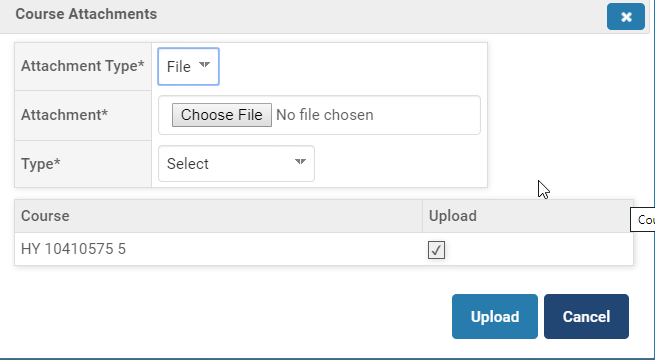 Course Attachments
Attachment Type* File
Attachment* Choose File No file chosen
Type* Select
Course Upload
HY 10410575 5
Upload Cancel